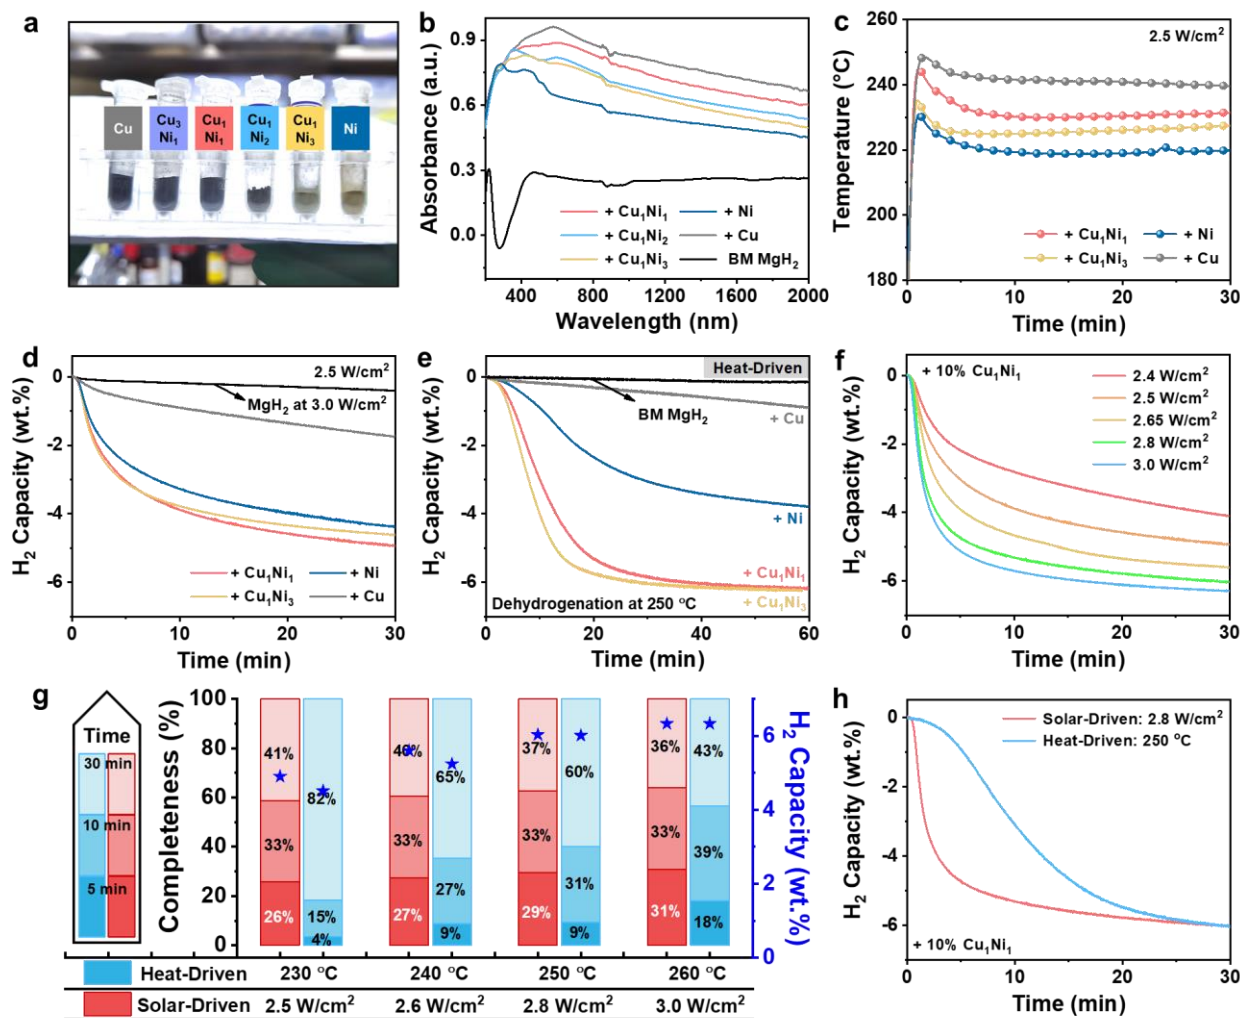 a
Cu
Cu3
Ni1
Cu1
Ni1
Cu1
Ni2
Cu1
Ni3
Ni
b
Absorbance (a.u.)
0.9
0.6
0.3
0.0
+ Cu1Ni1
+ Ni
+ Cu1Ni2
+ Cu
+ Cu1Ni3
BM MgH2
400 800 1200 1600 2000
Wavelength (nm)
c
2.5 W/cm2
Temperature (°C)
260
240
220
200
180
+ Cu1Ni1
+ Ni
+ Cu1Ni3
+ Cu
0 10 20 30
Time (min)
d
2.5 W/cm2
MgH2 at 3.0 W/cm2
H2 Capacity (wt.%)
0
-2
-4
-6
+ Cu1Ni1
+ Ni
+ Cu1Ni3
+ Cu
0 10 20 30
Time (min)
e
Heat-Driven
BM MgH2
+ Cu
+ Ni
+ Cu1Ni1
+ Cu1Ni3
Dehydrogenation at 250 °C
H2 Capacity (wt.%)
0
-2
-4
-6
0 20 40 60
Time (min)
f
+ 10% Cu1Ni1
2.4 W/cm2
2.5 W/cm2
2.65 W/cm2
2.8 W/cm2
3.0 W/cm2
H2 Capacity (wt.%)
0
-2
-4
-6
0 10 20 30
Time (min)
g
Time
30 min
10 min
5 min
Completeness (%)
100
80
60
40
20
0
41%
33%
26%
82%
15%
4%
46%
33%
27%
65%
27%
9%
37%
33%
29%
60%
31%
9%
36%
33%
31%
43%
39%
18%
H2 Capacity (wt.%)
6
4
2
0
Heat-Driven 230 °C 240 °C 250 °C 260 °C
Solar-Driven 2.5 W/cm2 2.6 W/cm2 2.8 W/cm2 3.0 W/cm2
h
Solar-Driven: 2.8 W/cm2
Heat-Driven: 250 °C
+ 10% Cu1Ni1
H2 Capacity (wt.%)
0
-2
-4
-6
0 10 20 30
Time (min)